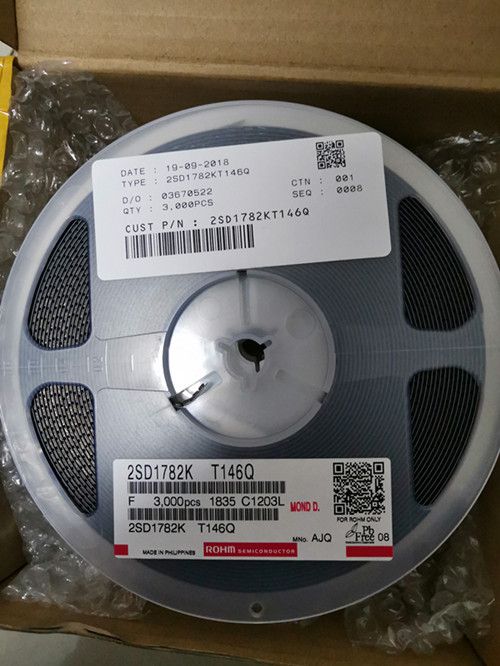 DATE : 19-09-2018
TYPE : 2SD1782KT146Q
D/O : 03670522
CTN : 001
QTY : 3,000PCS
SEQ : 0008
CUST P/N : 2SD1782KT146Q
2SD1782K T146Q
F 3,000pcs 1835 C1203L
MOND D.
2SD1782K T146Q
FOR ROHM ONLY
MNo. AJQ
Pb Free 08
MADE IN PHILIPPINES
ROHM SEMICONDUCTOR